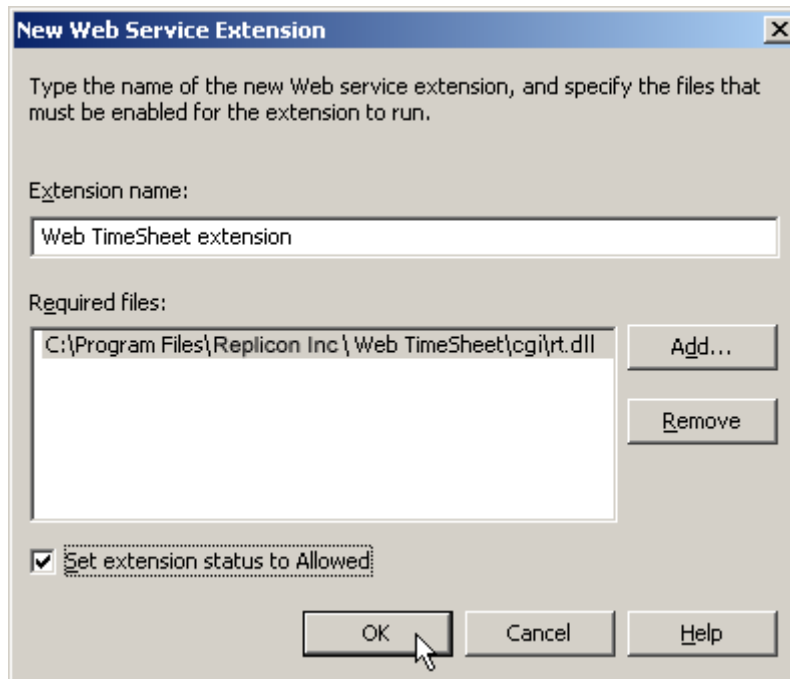 New Web Service Extension
Type the name of the new Web service extension, and specify the files that
must be enabled for the extension to run.
Extension name:
Web TimeSheet extension
Required files:
C:\Program Files\Replicon Inc\ Web TimeSheet\cgi\rt.dll
Add...
Remove
Set extension status to Allowed
OK
Cancel
Help